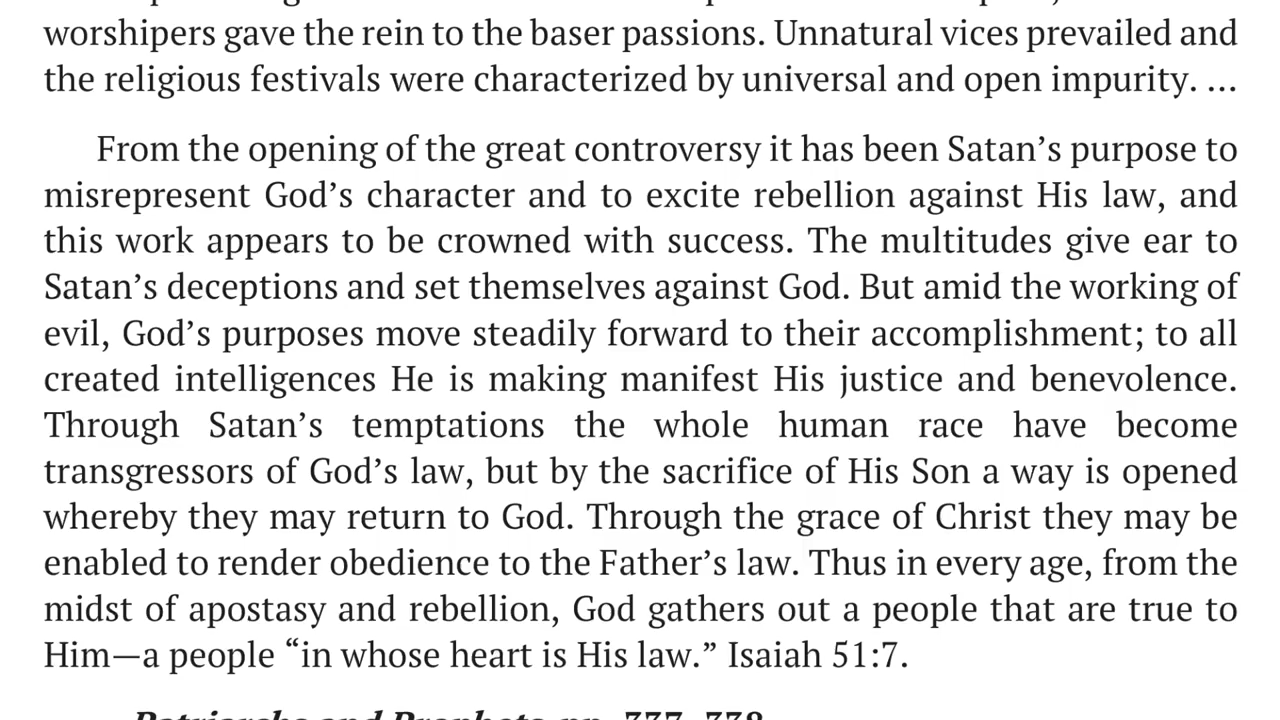 worshipers gave the rein to the baser passions. Unnatural vices prevailed and
the religious festivals were characterized by universal and open impurity. ...
From the opening of the great controversy it has been Satan’s purpose to
misrepresent God’s character and to excite rebellion against His law, and
this work appears to be crowned with success. The multitudes give ear to
Satan’s deceptions and set themselves against God. But amid the working of
evil, God’s purposes move steadily forward to their accomplishment; to all
created intelligences He is making manifest His justice and benevolence.
Through Satan’s temptations the whole human race have become
transgressors of God’s law, but by the sacrifice of His Son a way is opened
whereby they may return to God. Through the grace of Christ they may be
enabled to render obedience to the Father’s law. Thus in every age, from the
midst of apostasy and rebellion, God gathers out a people that are true to
Him—a people “in whose heart is His law.” Isaiah 51:7.
Patriarchs and Prophets, pp. 337, 338